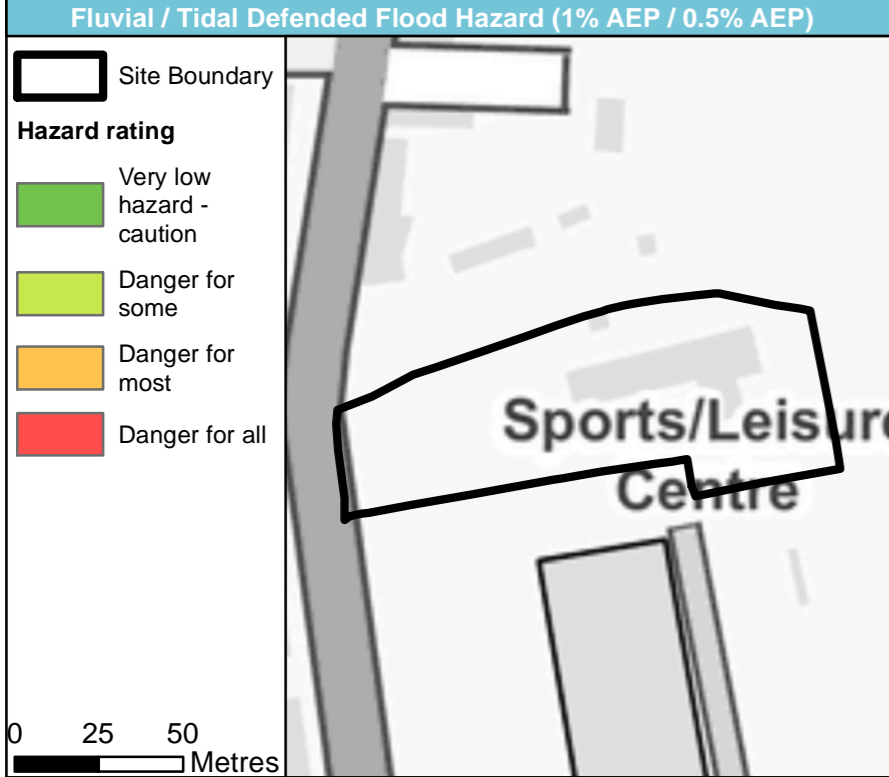 Fluvial / Tidal Defended Flood Hazard (1% AEP / 0.5% AEP)
Site Boundary
Hazard rating
Very low
hazard -
caution
Danger for
some
Danger for
most
Danger for all
0 25 50
Metres
Sports/Leisure
Centre